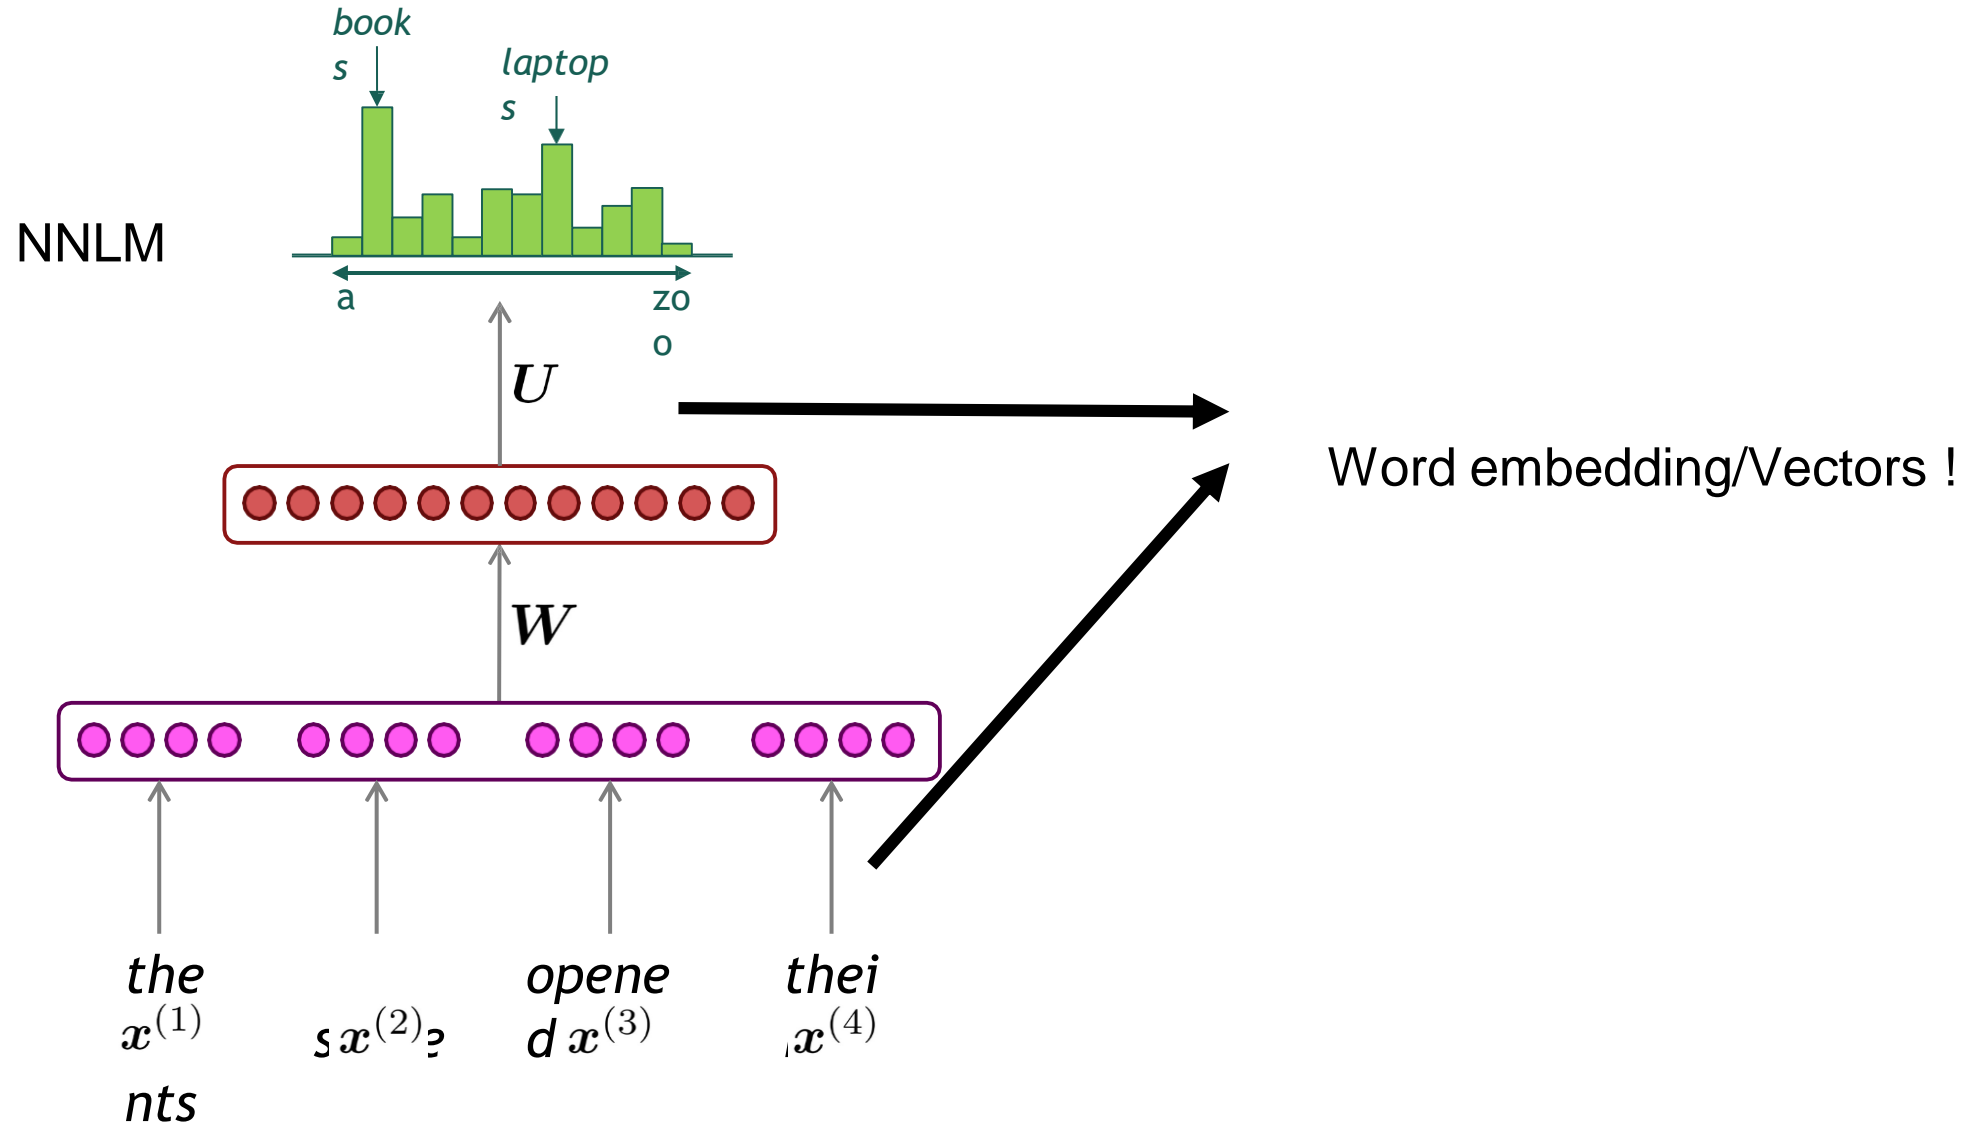 book
s
laptop
s
NNLM
a
zo
o
U
Word embedding/Vectors !
W
the
opene
thei
x(1)
x(2)
d x(3)
x(4)
nts